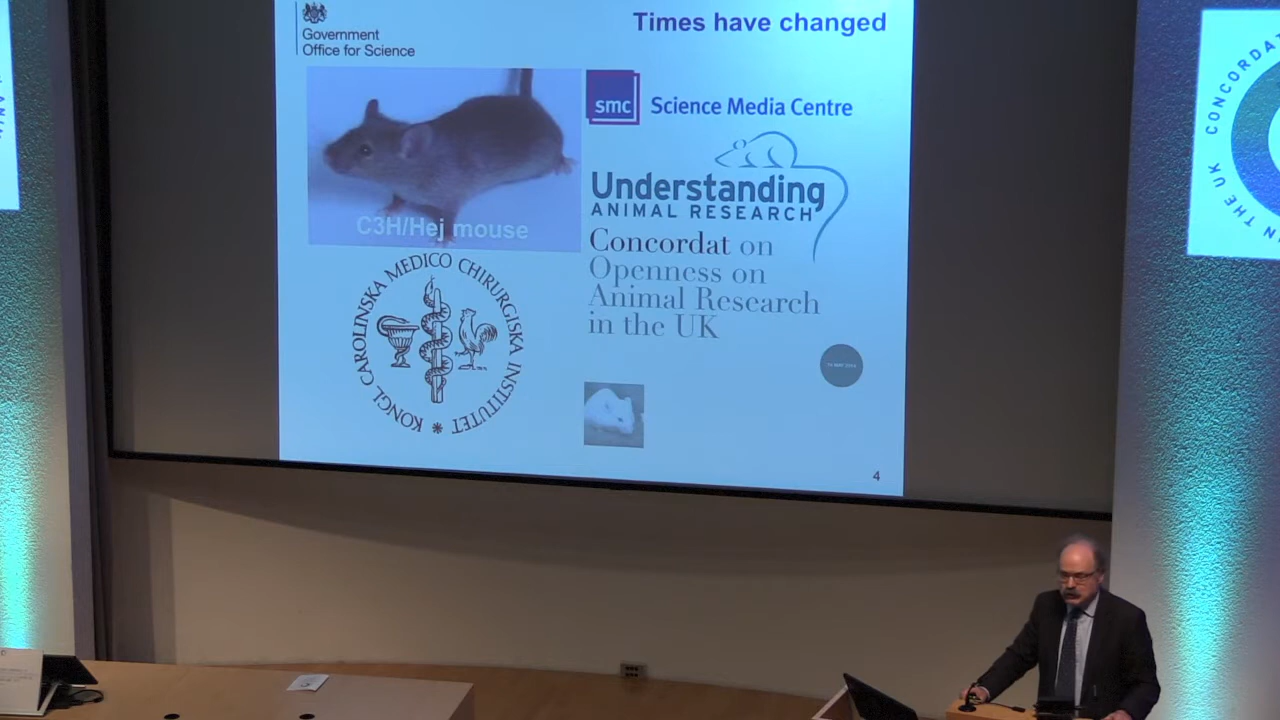 Government
Office for Science
Times have changed
smc
Science Media Centre
C3H/Hej mouse
Understanding
ANIMAL RESEARCH
Concordat on
Openness on
Animal Research
in the UK
KONGL CAROLINSKA MEDICO CHIRURGISKA INSTITUTET
4
CONCORDAT
IN THE UK